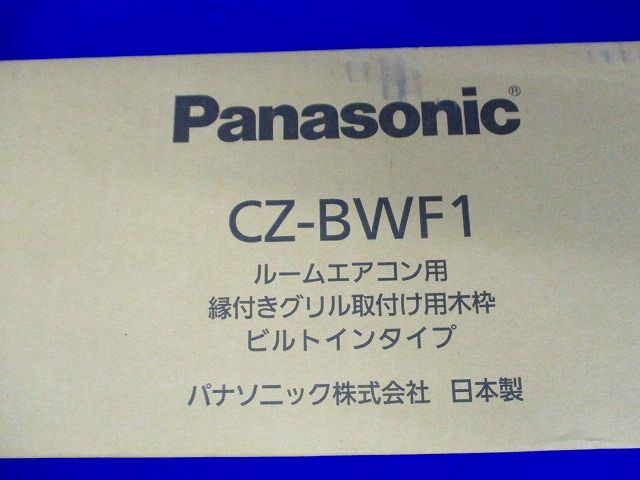 Panasonic®
CZ-BWF1
ルームエアコン用
縁付きグリル取付け用木枠
ビルトインタイプ
パナソニック株式会社 日本製